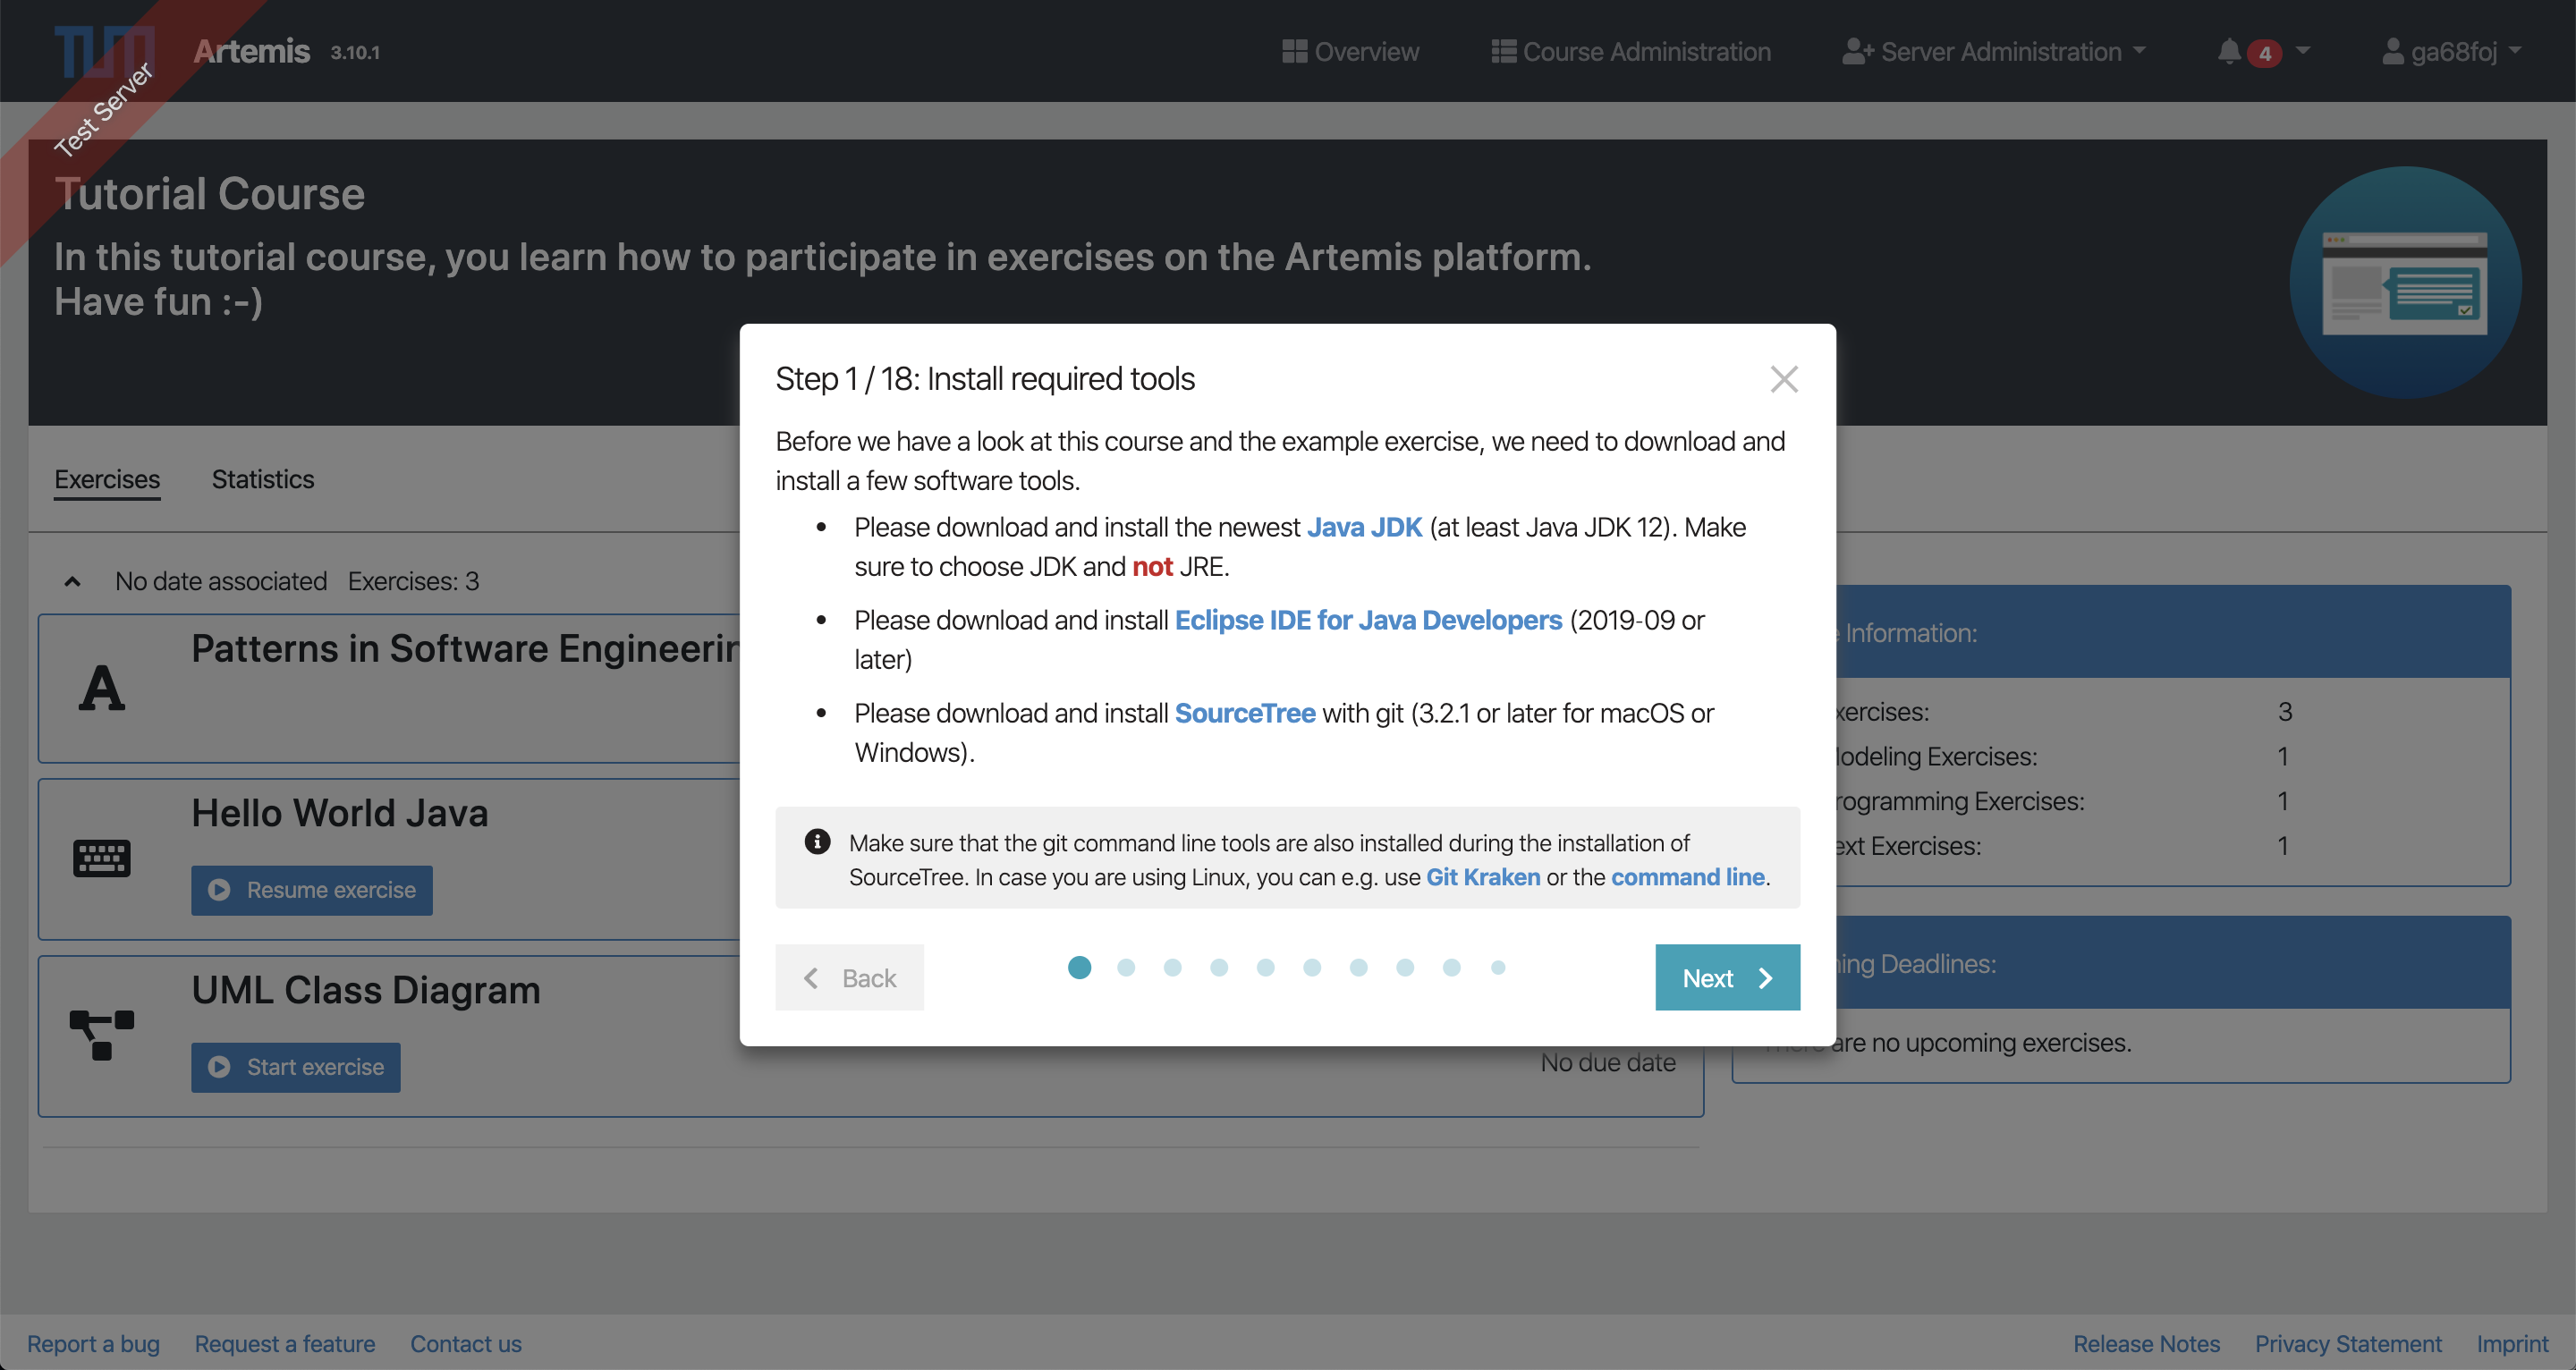 TUM Artemis 3.10.1 Overview Course Administration Server Administration 4 ga68foj
Test Server
Tutorial Course
In this tutorial course, you learn how to participate in exercises on the Artemis platform.
Have fun :-)
Step 1 / 18: Install required tools
Before we have a look at this course and the example exercise, we need to download and
install a few software tools.
• Please download and install the newest Java JDK (at least Java JDK 12). Make
sure to choose JDK and not JRE.
• Please download and install Eclipse IDE for Java Developers (2019-09 or
later)
• Please download and install SourceTree with git (3.2.1 or later for macOS or
Windows).
Make sure that the git command line tools are also installed during the installation of
SourceTree. In case you are using Linux, you can e.g. use Git Kraken or the command line.
Back Next
Exercises Statistics
No date associated Exercises: 3
Patterns in Software Engineerin
Hello World Java
Resume exercise
UML Class Diagram
Start exercise
No due date
Information:
xercises: 3
odeling Exercises: 1
rogramming Exercises: 1
ext Exercises: 1
ing Deadlines:
There are no upcoming exercises.
Report a bug Request a feature Contact us Release Notes Privacy Statement Imprint